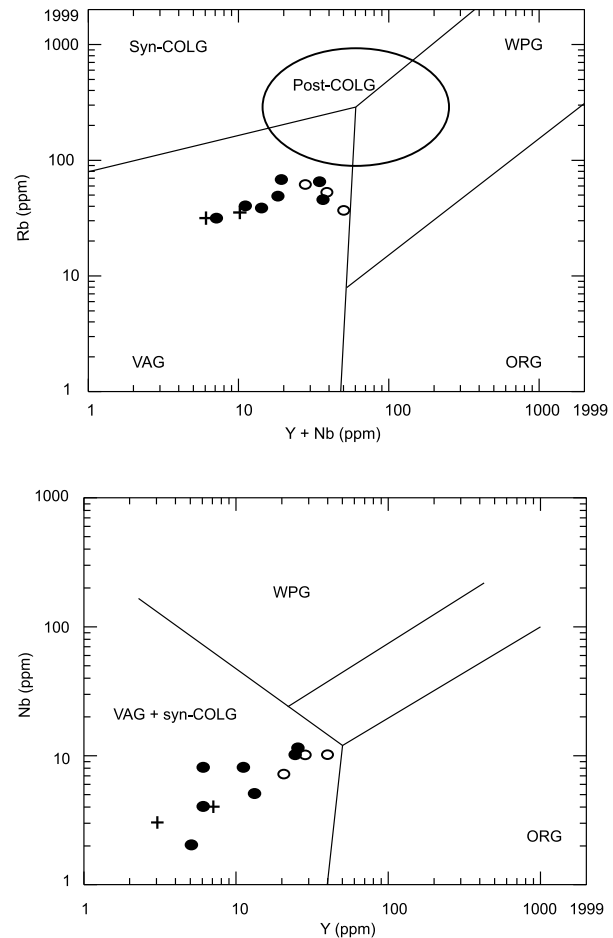 1999
1000
Syn-COLG
WPG
Post-COLG
100
Rb (ppm)
10
VAG
ORG
1
1
10
100
1000
1999
Y + Nb (ppm)
1000
WPG
100
Nb (ppm)
VAG + syn-COLG
10
ORG
1
1
10
100
1000
1999
Y (ppm)